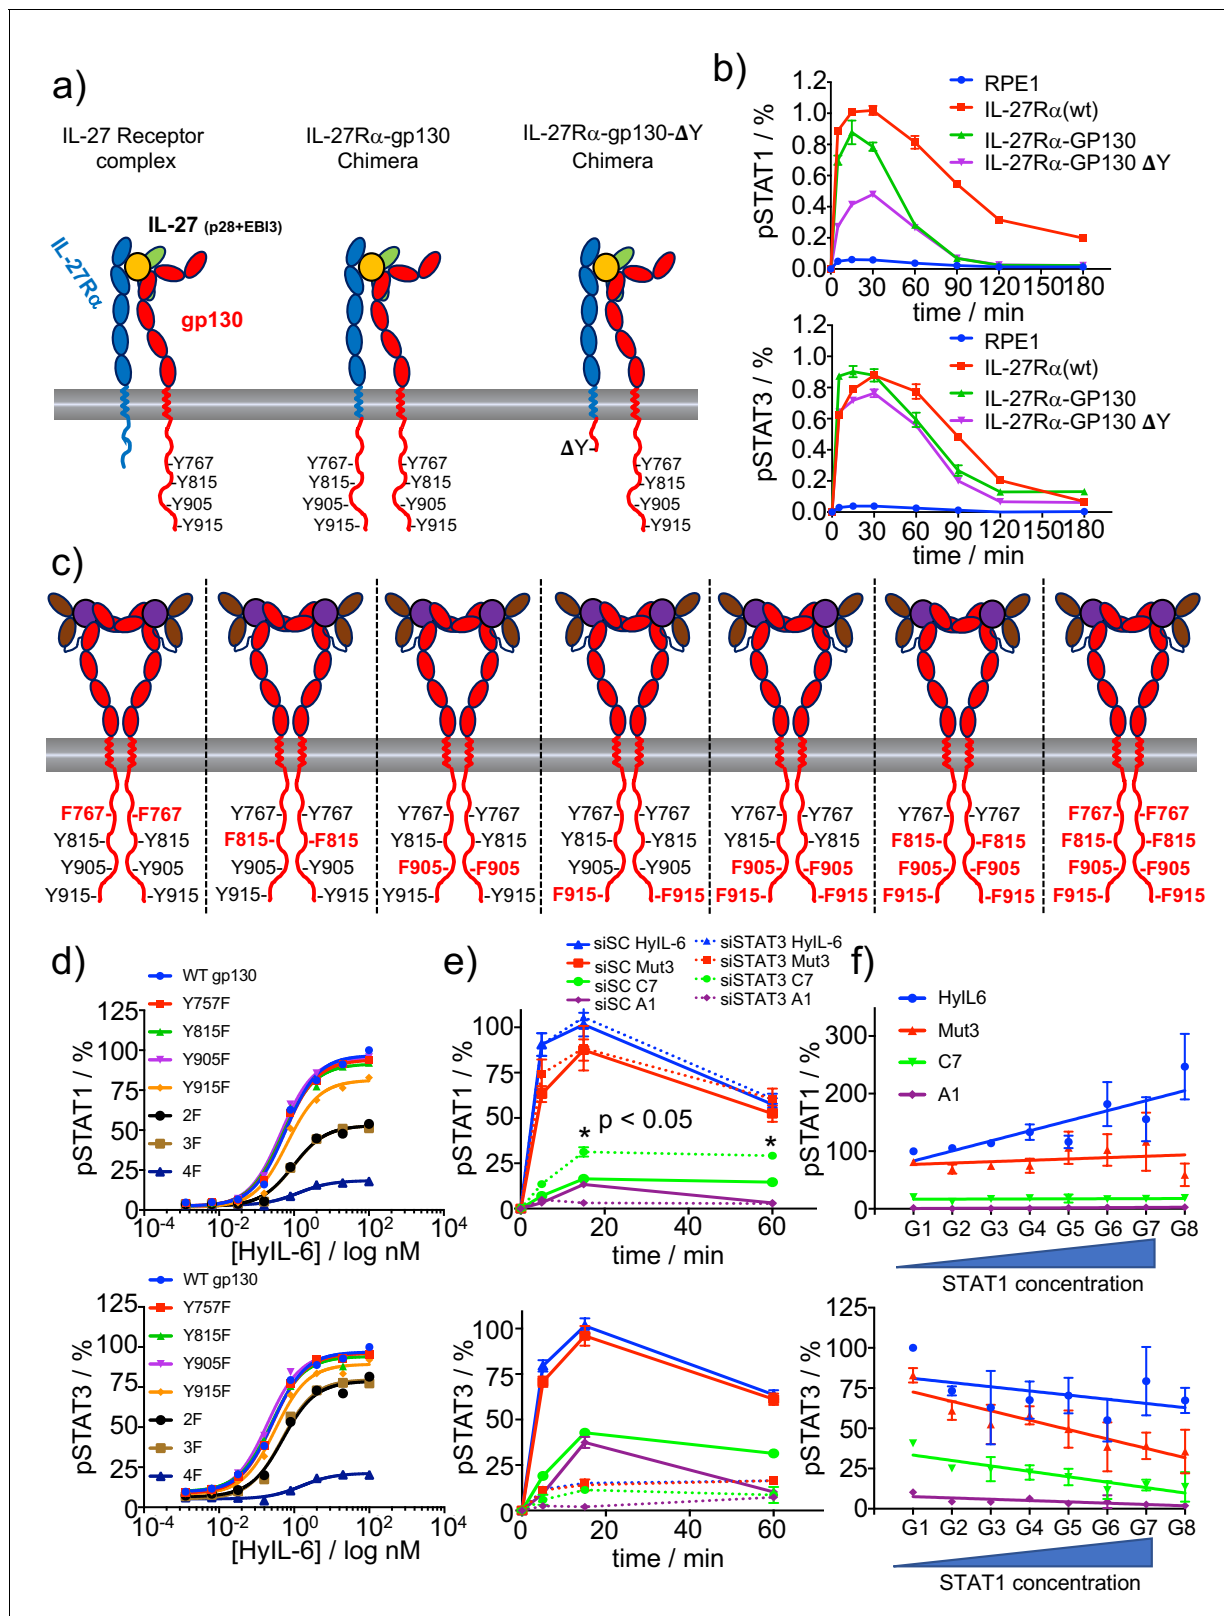 a)
IL-27 Receptor
complex
IL-27Rα-gp130
Chimera
IL-27Rα-gp130-ΔY
Chimera
IL-27 (p28+EBI3)
IL-27Rα
gp130
-Y767
-Y815
-Y905
-Y915
Y767-
Y815-
Y905-
Y915-
-Y767
-Y815
-Y905
-Y915
ΔY-
-Y767
-Y815
-Y905
-Y915
b)
pSTAT1 / %
1.2
1.0
0.8
0.6
0.4
0.2
0.0
RPE1
IL-27Rα(wt)
IL-27Rα-GP130
IL-27Rα-GP130 ΔY
0 30 60 90 120 150 180
time / min
pSTAT3 / %
1.2
1.0
0.8
0.6
0.4
0.2
0.0
RPE1
IL-27Rα(wt)
IL-27Rα-GP130
IL-27Rα-GP130 ΔY
0 30 60 90 120 150 180
time / min
c)
F767- -F767 Y767- -Y767 Y767- -Y767 Y767- -Y767 Y767- -Y767 Y767- -Y767 F767- -F767
Y815- -Y815 F815- -F815 Y815- -Y815 Y815- -Y815 Y815- -Y815 F815- -F815 F815- -F815
Y905- -Y905 Y905- -Y905 F905- -F905 Y905- -Y905 F905- -F905 F905- -F905 F905- -F905
Y915- -Y915 Y915- -Y915 Y915- -Y915 F915- -F915 F915- -F915 F915- -F915 F915- -F915
d)
WT gp130
Y757F
Y815F
Y905F
Y915F
2F
3F
4F
pSTAT1 / %
125
100
75
50
25
0
10-4 10-2 100 102 104
[HyIL-6] / log nM
WT gp130
Y757F
Y815F
Y905F
Y915F
2F
3F
4F
pSTAT3 / %
125
100
75
50
25
0
10-4 10-2 100 102 104
[HyIL-6] / log nM
e)
siSC HyIL-6
siSC Mut3
siSC C7
siSC A1
siSTAT3 HyIL-6
siSTAT3 Mut3
siSTAT3 C7
siSTAT3 A1
pSTAT1 / %
100
75
50
25
0
p < 0.05
* *
0 20 40 60
time / min
pSTAT3 / %
100
75
50
25
0
0 20 40 60
time / min
f)
HyIL6
Mut3
C7
A1
pSTAT1 / %
300
200
100
0
G1 G2 G3 G4 G5 G6 G7 G8
STAT1 concentration
pSTAT3 / %
125
100
75
50
25
0
G1 G2 G3 G4 G5 G6 G7 G8
STAT1 concentration